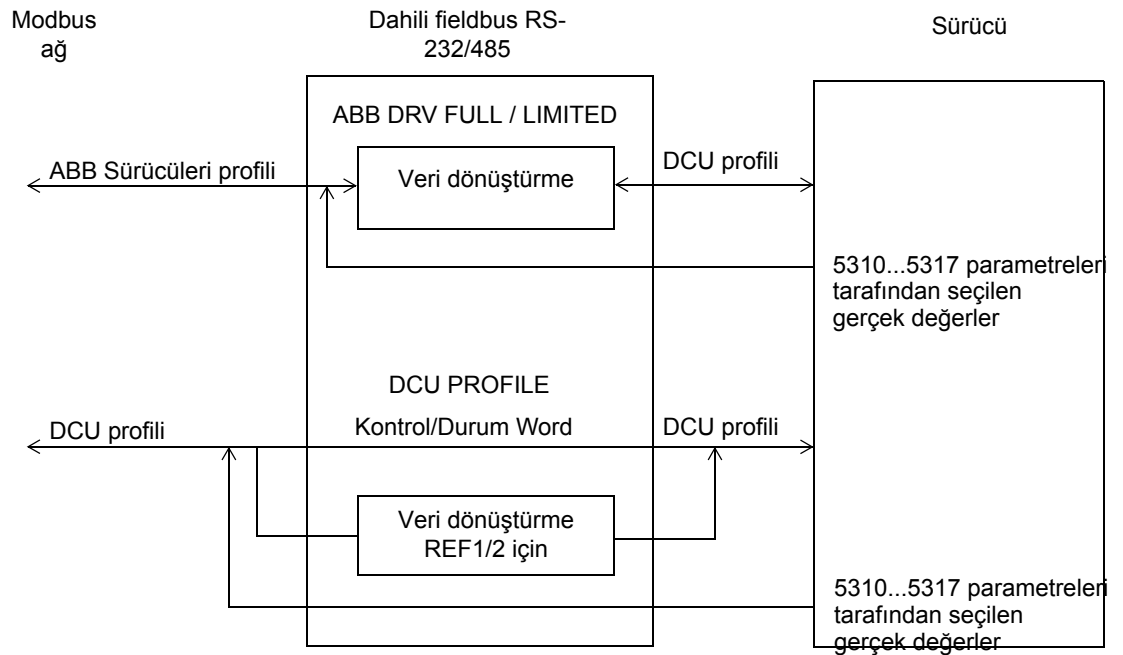 Modbus
ağ
Dahili fieldbus RS-
232/485
Sürücü
ABB DRV FULL / LIMITED
ABB Sürücüleri profili
Veri dönüştürme
DCU profili
5310...5317 parametreleri
tarafından seçilen
gerçek değerler
DCU PROFILE
DCU profili
Kontrol/Durum Word
DCU profili
Veri dönüştürme
REF1/2 için
5310...5317 parametreleri
tarafından seçilen
gerçek değerler